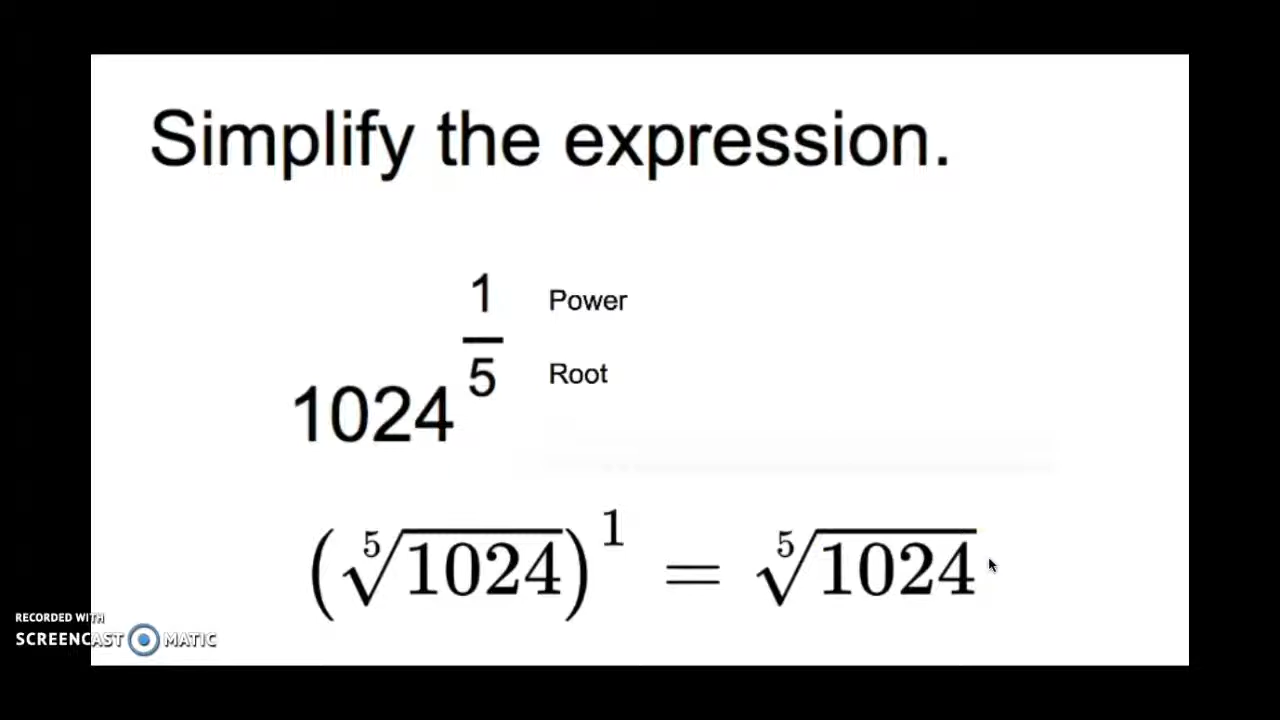 Simplify the expression.
1 Power
5 Root
1024
(⁵√1024)¹ = ⁵√1024
RECORDED WITH
SCREENCAST MATIC